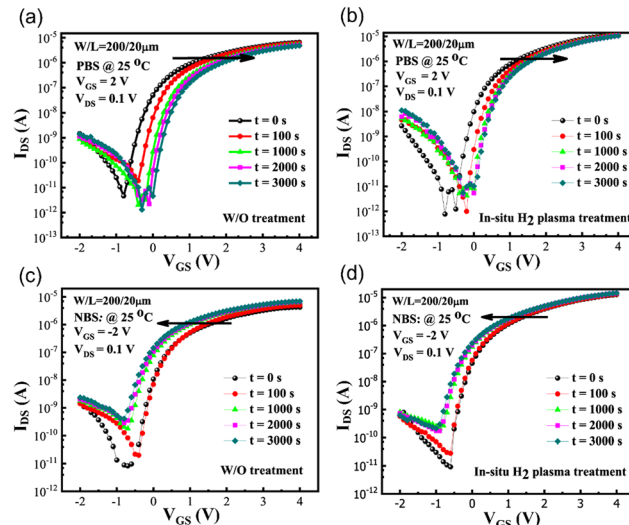 (a)
10⁻⁵
10⁻⁶
10⁻⁷
10⁻⁸
10⁻⁹
10⁻¹⁰
10⁻¹¹
10⁻¹²
10⁻¹³
I_DS (A)
W/L=200/20μm
PBS @ 25 ⁰C
V_GS = 2 V
V_DS = 0.1 V
t = 0 s
t = 100 s
t = 1000 s
t = 2000 s
t = 3000 s
W/O treatment
-2 -1 0 1 2 3 4
V_GS (V)
(b)
10⁻⁵
10⁻⁶
10⁻⁷
10⁻⁸
10⁻⁹
10⁻¹⁰
10⁻¹¹
10⁻¹²
10⁻¹³
I_DS (A)
W/L=200/20μm
PBS @ 25 ⁰C
V_GS = 2 V
V_DS = 0.1 V
t = 0 s
t = 100 s
t = 1000 s
t = 2000 s
t = 3000 s
In-situ H₂ plasma treatment
-2 -1 0 1 2 3 4
V_GS (V)
(c)
10⁻⁴
10⁻⁵
10⁻⁶
10⁻⁷
10⁻⁸
10⁻⁹
10⁻¹⁰
10⁻¹¹
10⁻¹²
I_DS (A)
W/L=200/20μm
NBS: @ 25 ⁰C
V_GS = -2 V
V_DS = 0.1 V
t = 0 s
t = 100 s
t = 1000 s
t = 2000 s
t = 3000 s
W/O treatment
-2 -1 0 1 2 3 4
V_GS (V)
(d)
10⁻⁴
10⁻⁵
10⁻⁶
10⁻⁷
10⁻⁸
10⁻⁹
10⁻¹⁰
10⁻¹¹
10⁻¹²
I_DS (A)
W/L=200/20μm
NBS: @ 25 ⁰C
V_GS = -2 V
V_DS = 0.1 V
t = 0 s
t = 100 s
t = 1000 s
t = 2000 s
t = 3000 s
In-situ H₂ plasma treatment
-2 -1 0 1 2 3 4
V_GS (V)